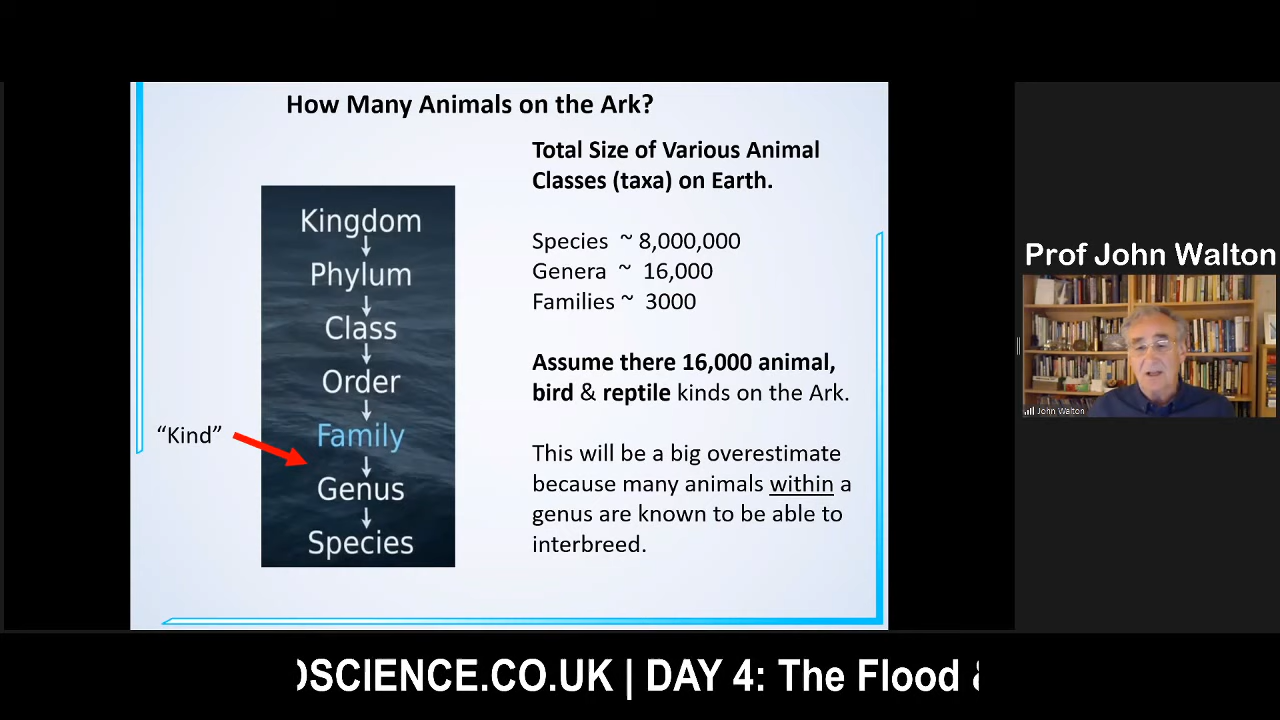 How Many Animals on the Ark?
Total Size of Various Animal
Classes (taxa) on Earth.
Kingdom
Phylum
Class
Order
Family
Genus
Species
"Kind"
Species ~ 8,000,000
Genera ~ 16,000
Families ~ 3000
Assume there 16,000 animal,
bird & reptile kinds on the Ark.
This will be a big overestimate
because many animals within a
genus are known to be able to
interbreed.
Prof John Walton
John Walton
DSCIENCE.CO.UK | DAY 4: The Flood &